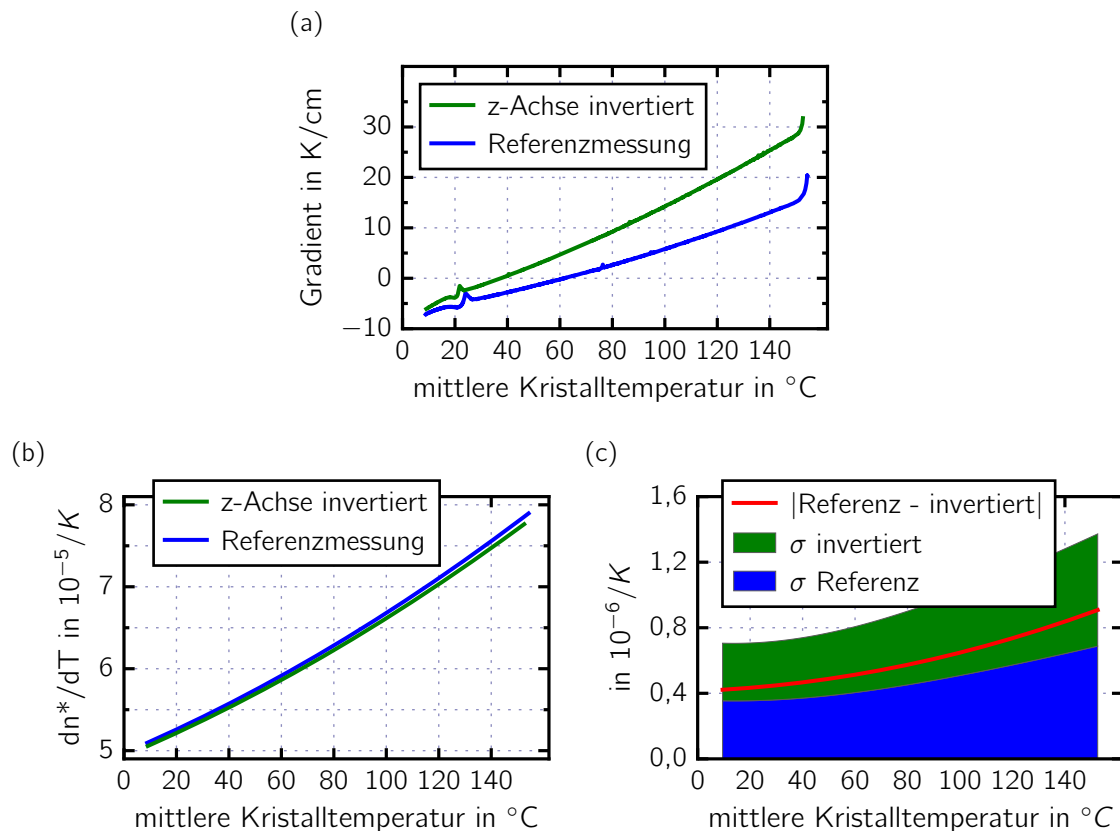 (a)
z-Achse invertiert
Referenzmessung
Gradient in K/cm
30
20
10
0
−10
0 20 40 60 80 100 120 140
mittlere Kristalltemperatur in °C
(b)
z-Achse invertiert
Referenzmessung
dn*/dT in 10⁻⁵/K
8
7
6
5
0 20 40 60 80 100 120 140
mittlere Kristalltemperatur in °C
(c)
|Referenz - invertiert|
σ invertiert
σ Referenz
in 10⁻⁶/K
1,6
1,2
0,8
0,4
0,0
0 20 40 60 80 100 120 140
mittlere Kristalltemperatur in °C